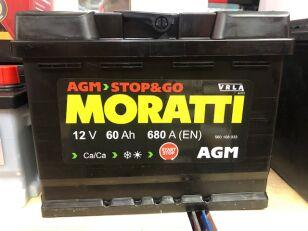 AGM > STOP&GO
VRLA
MORATTI
12 V 60 Ah 680 A (EN)
> Ca/Ca > > START STOP AGM